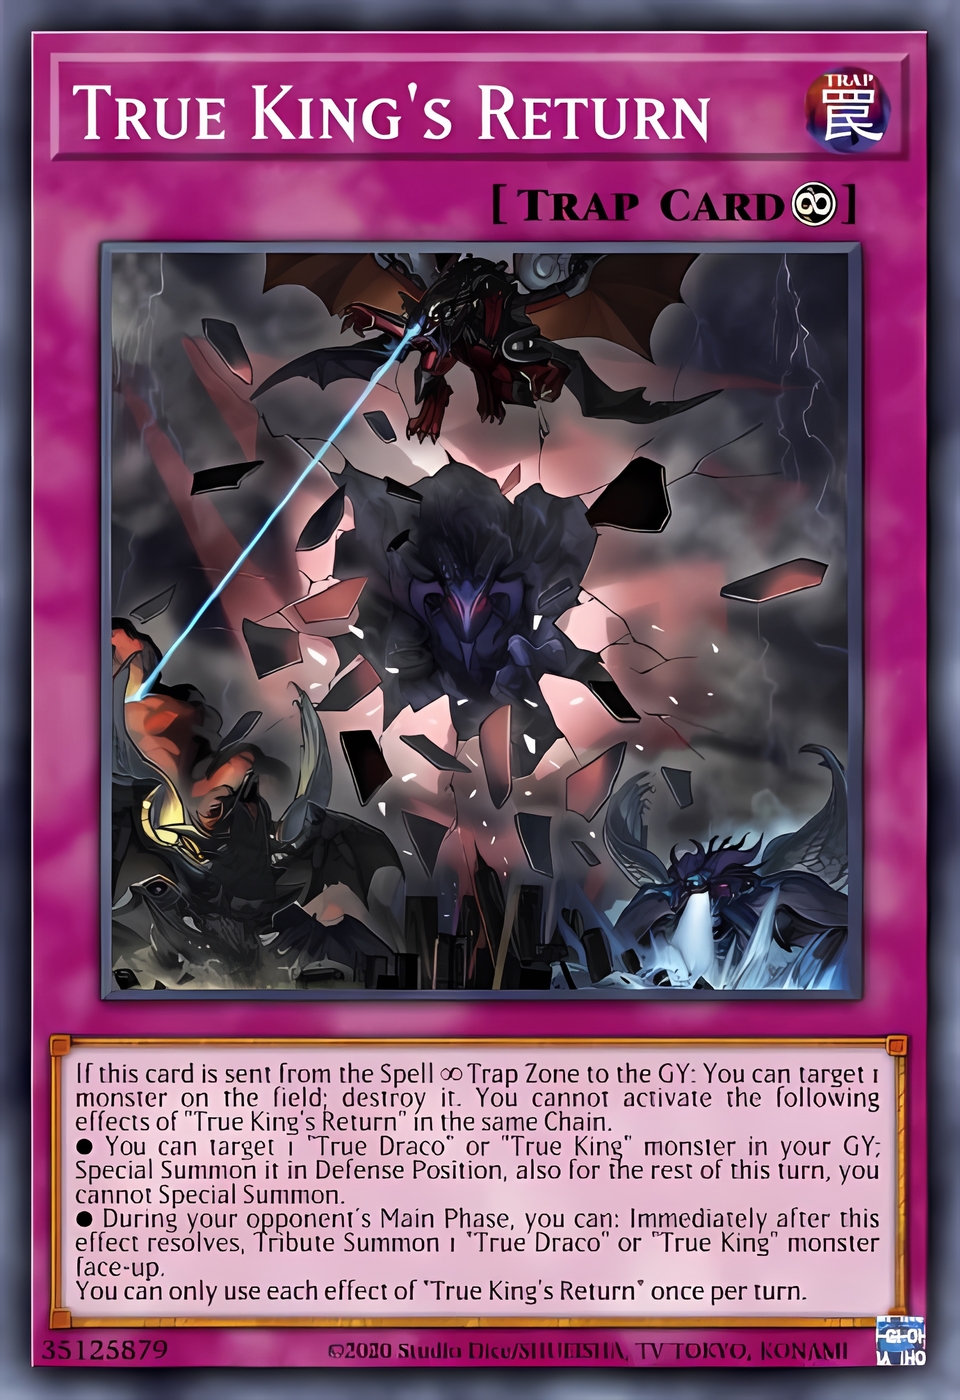 TRUE KING'S RETURN
TRAP
罠
[TRAP CARD∞]
If this card is sent from the Spell ∞ Trap Zone to the GY: You can target 1
monster on the field; destroy it. You cannot activate the following
effects of "True King's Return" in the same Chain.
● You can target 1 "True Draco" or "True King" monster in your GY;
Special Summon it in Defense Position, also for the rest of this turn, you
cannot Special Summon.
● During your opponent's Main Phase, you can: Immediately after this
effect resolves, Tribute Summon 1 "True Draco" or "True King" monster
face-up.
You can only use each effect of "True King's Return" once per turn.
35125879
©2020 Studio Dice/SHUEISHA, TV TOKYO, KONAMI